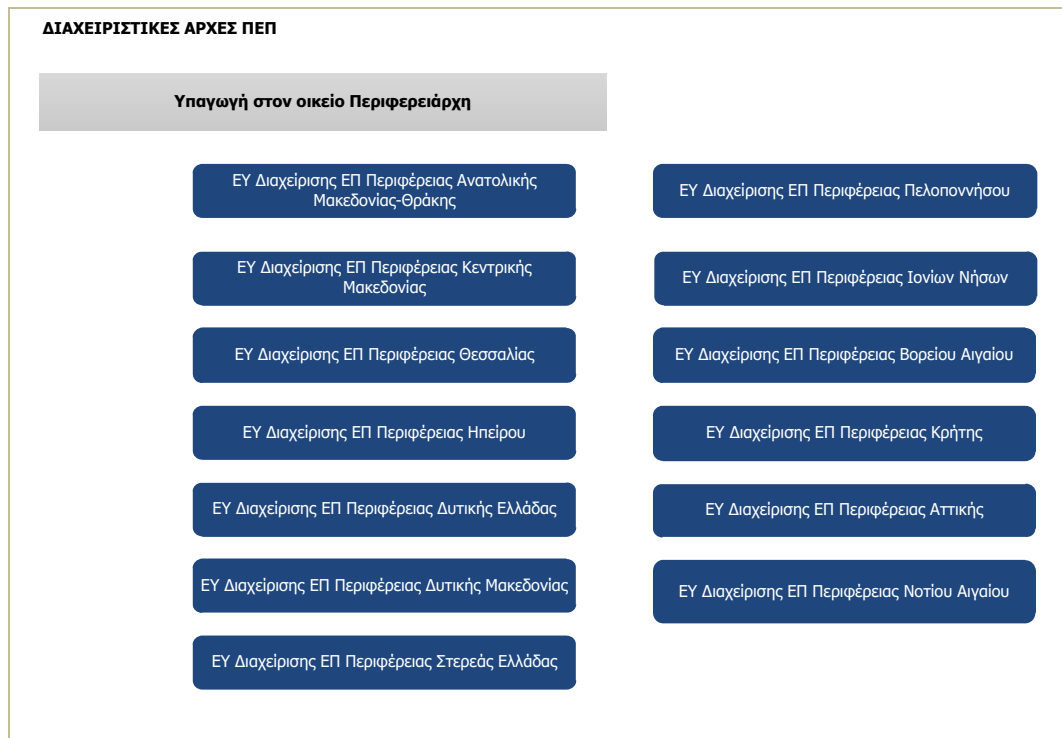 ΔΙΑΧΕΙΡΙΣΤΙΚΕΣ ΑΡΧΕΣ ΠΕΠ
Υπαγωγή στον οικείο Περιφερειάρχη
ΕΥ Διαχείρισης ΕΠ Περιφέρειας Ανατολικής
Μακεδονίας-Θράκης
ΕΥ Διαχείρισης ΕΠ Περιφέρειας Κεντρικής
Μακεδονίας
ΕΥ Διαχείρισης ΕΠ Περιφέρειας Θεσσαλίας
ΕΥ Διαχείρισης ΕΠ Περιφέρειας Ηπείρου
ΕΥ Διαχείρισης ΕΠ Περιφέρειας Δυτικής Ελλάδας
ΕΥ Διαχείρισης ΕΠ Περιφέρειας Δυτικής Μακεδονίας
ΕΥ Διαχείρισης ΕΠ Περιφέρειας Στερεάς Ελλάδας
ΕΥ Διαχείρισης ΕΠ Περιφέρειας Πελοποννήσου
ΕΥ Διαχείρισης ΕΠ Περιφέρειας Ιονίων Νήσων
ΕΥ Διαχείρισης ΕΠ Περιφέρειας Βορείου Αιγαίου
ΕΥ Διαχείρισης ΕΠ Περιφέρειας Κρήτης
ΕΥ Διαχείρισης ΕΠ Περιφέρειας Αττικής
ΕΥ Διαχείρισης ΕΠ Περιφέρειας Νοτίου Αιγαίου